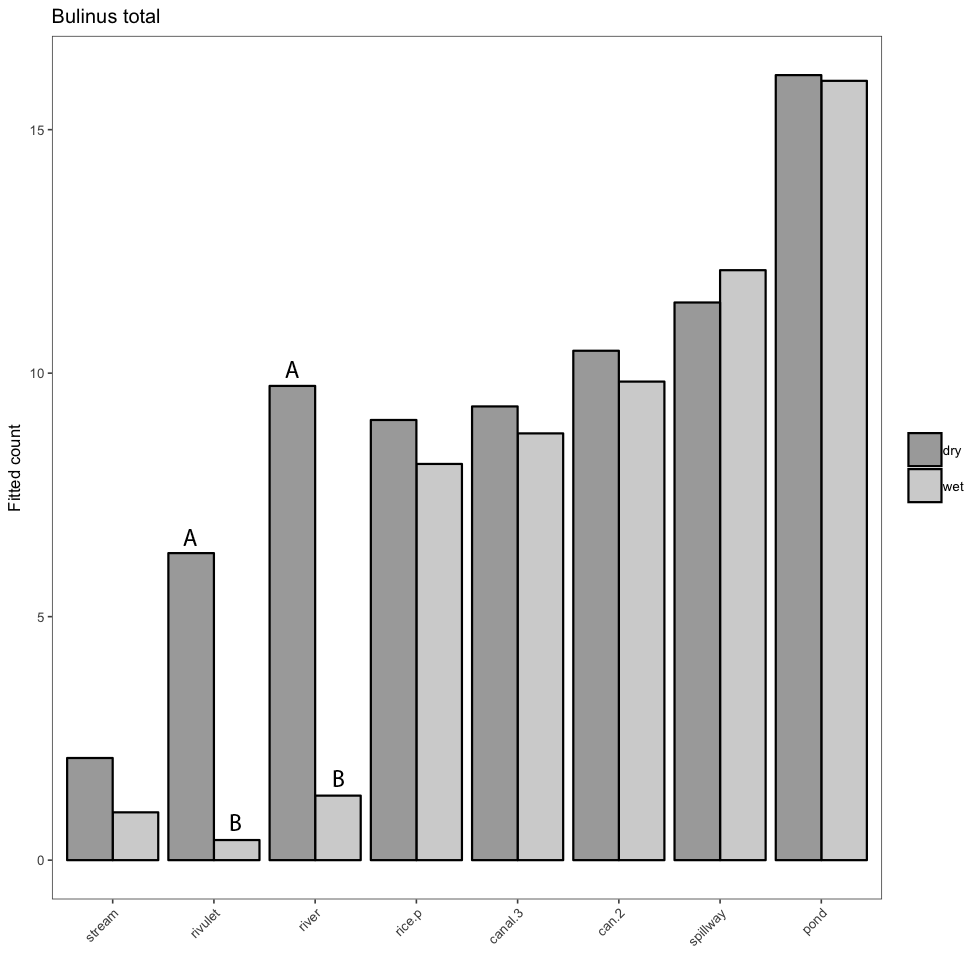 Bulinus total
Fitted count
15
10
5
0
A
B
A
B
stream
rivulet
river
rice.p
canal.3
can.2
spillway
pond
dry
wet